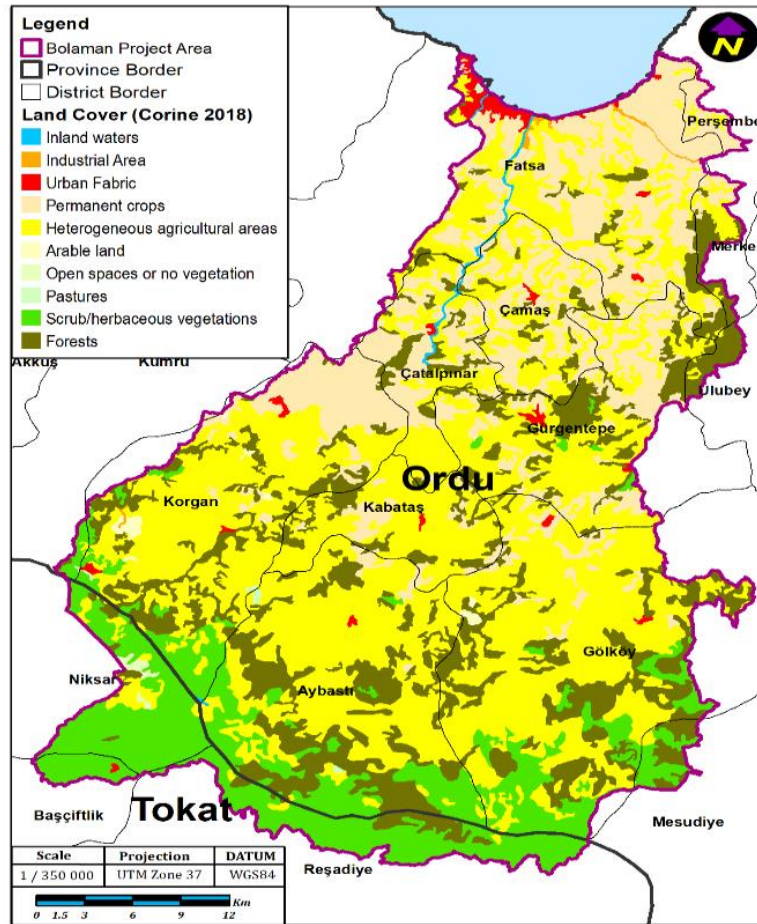 Legend
Bolaman Project Area
Province Border
District Border
Land Cover (Corine 2018)
Inland waters
Industrial Area
Urban Fabric
Permanent crops
Heterogeneous agricultural areas
Arable land
Open spaces or no vegetation
Pastures
Scrub/herbaceous vegetations
Forests
N
Perşembe
Fatsa
Merke
Çamaş
Akkuş
Kumru
Çatalpınar
Ulubey
Gürgentepe
Ordu
Korgan
Kabataş
Gölköy
Niksar
Aybastı
Başçiftlik
Tokat
Mesudiye
Reşadiye
Scale Projection DATUM
1 / 350 000 UTM Zone 37 WGS84
Km
0 1.5 3 6 9 12